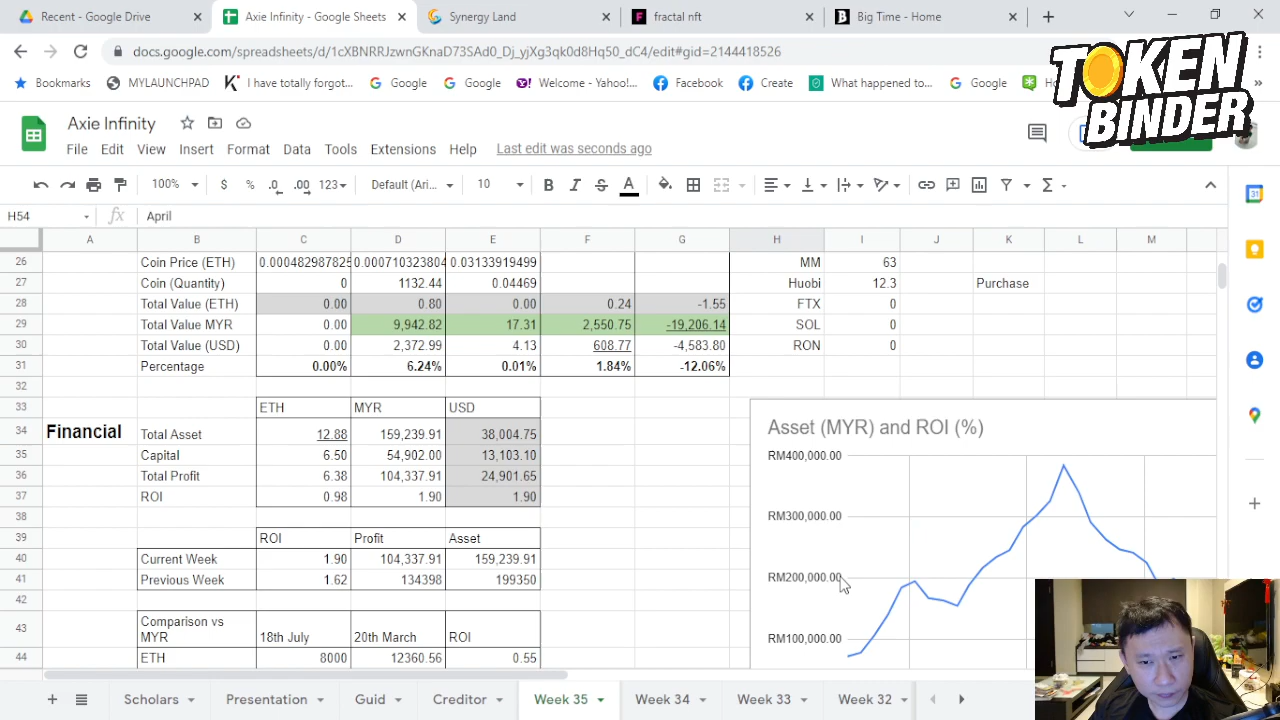 Recent - Google Drive
Axie Infinity - Google Sheets
Synergy Land
fractal nft
Big Time - Home
docs.google.com/spreadsheets/d/1cXBNRRJzwnGKnaD73SAd0_Dj_yjXg3qk0d8Hq50_dC4/edit#gid=2144418526
Bookmarks
MYLAUNCHPAD
I have totally forgot...
Google
Google
Welcome - Yahoo!...
Facebook
Create
What happened to...
Google
TOKEN
BINDER
Axie Infinity
File Edit View Insert Format Data Tools Extensions Help Last edit was seconds ago
100% $ % .0 .00 123 Default (Ari... 10 B I S A
H54 fx April
A B C D E F G H I J K L M
26 Coin Price (ETH) 0.000482987825 0.000710323804 0.03133919499 MM 63
27 Coin (Quantity) 0 1132.44 0.04469 Huobi 12.3 Purchase
28 Total Value (ETH) 0.00 0.80 0.00 0.24 -1.55 FTX 0
29 Total Value MYR 0.00 9,942.82 17.31 2,550.75 -19,206.14 SOL 0
30 Total Value (USD) 0.00 2,372.99 4.13 608.77 -4,583.80 RON 0
31 Percentage 0.00% 6.24% 0.01% 1.84% -12.06%
32
33 ETH MYR USD
34 Financial Total Asset 12.88 159,239.91 38,004.75
35 Capital 6.50 54,902.00 13,103.10
36 Total Profit 6.38 104,337.91 24,901.65
37 ROI 0.98 1.90 1.90
38
39 ROI Profit Asset
40 Current Week 1.90 104,337.91 159,239.91
41 Previous Week 1.62 134398 199350
42
43 Comparison vs MYR 18th July 20th March ROI
44 ETH 8000 12360.56 0.55
Asset (MYR) and ROI (%)
RM400,000.00
RM300,000.00
RM200,000.00
RM100,000.00
Scholars Presentation Guid Creditor Week 35 Week 34 Week 33 Week 32